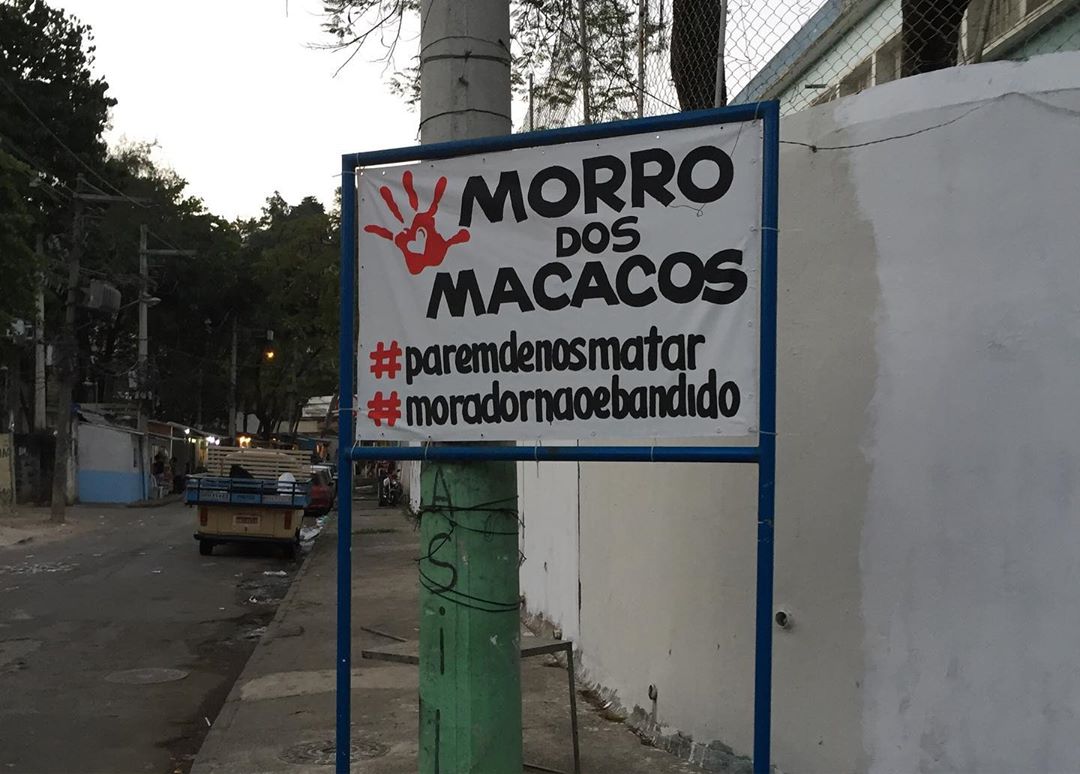 MORRO
DOS
MACACOS
#paremdenosmatar
#moradornaoebandido